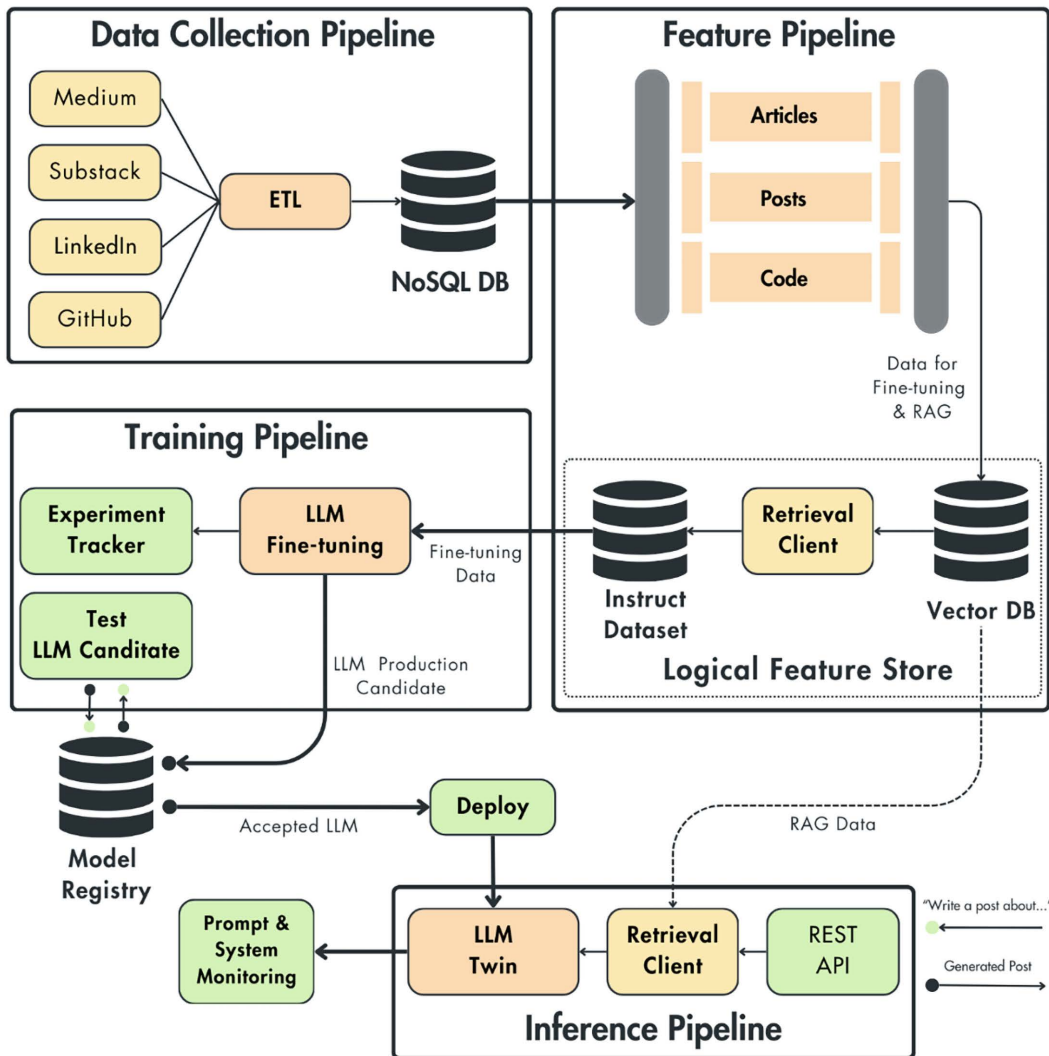 Data Collection Pipeline
Medium
Substack
LinkedIn
GitHub
ETL
NoSQL DB
Feature Pipeline
Articles
Posts
Code
Data for
Fine-tuning
& RAG
Training Pipeline
Experiment
Tracker
LLM
Fine-tuning
Fine-tuning
Data
Test
LLM Canditate
LLM Production
Candidate
Instruct
Dataset
Retrieval
Client
Vector DB
Logical Feature Store
Model
Registry
Accepted LLM
Deploy
RAG Data
Prompt &
System
Monitoring
LLM
Twin
Retrieval
Client
REST
API
Inference Pipeline
"Write a post about..."
Generated Post